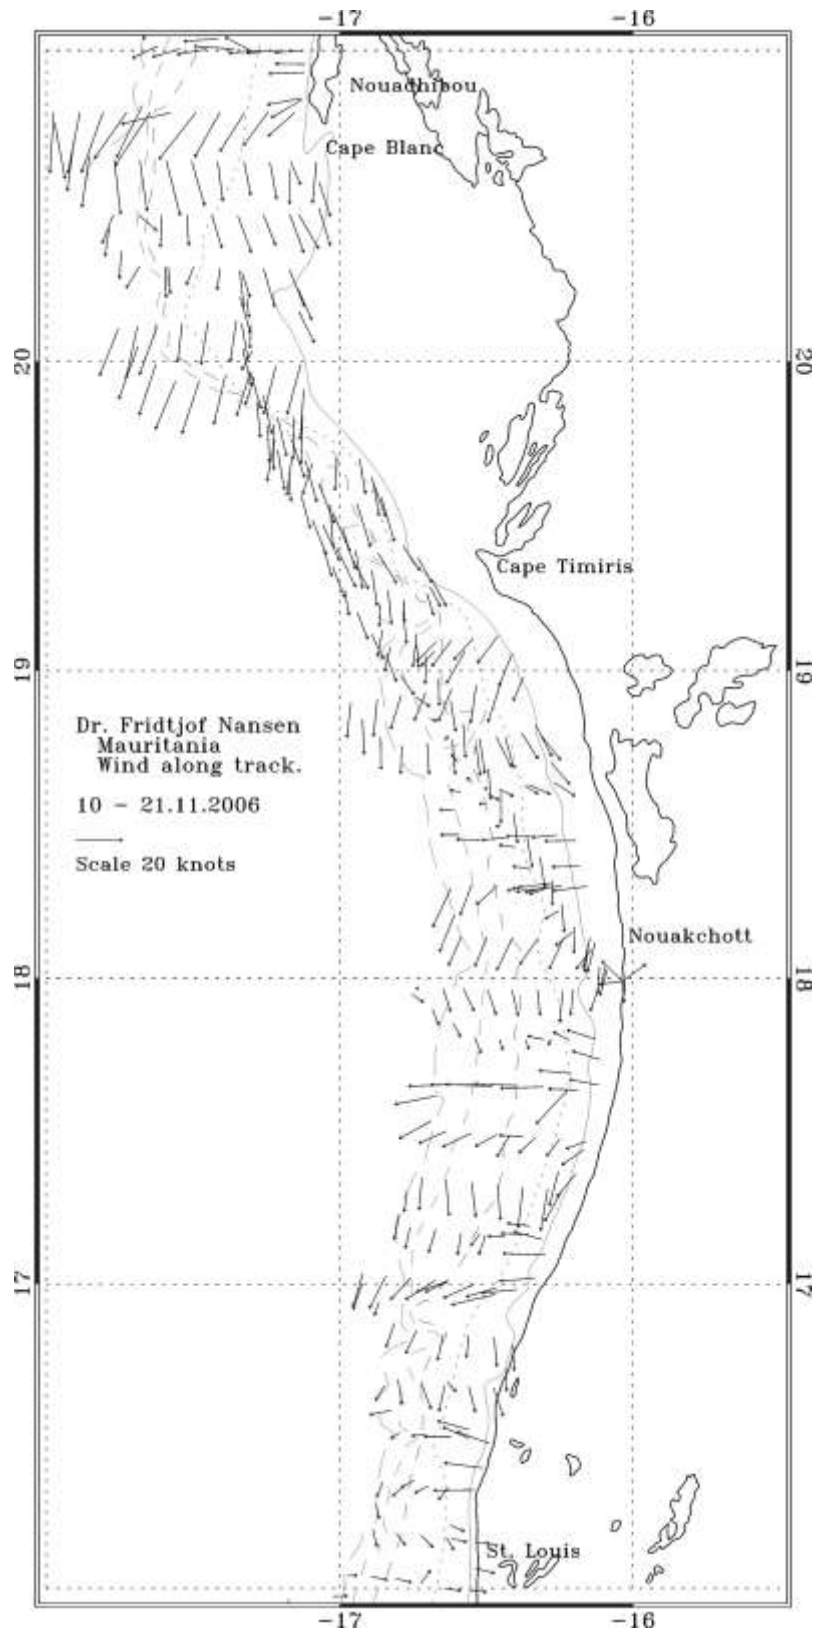 -17 -16
Nouadhibou
Cape Blanc
20 20
Cape Timiris
19 19
Dr. Fridtjof Nansen
Mauritania
Wind along track.
10 - 21.11.2006
Scale 20 knots
Nouakchott
18 18
17 17
St. Louis
-17 -16